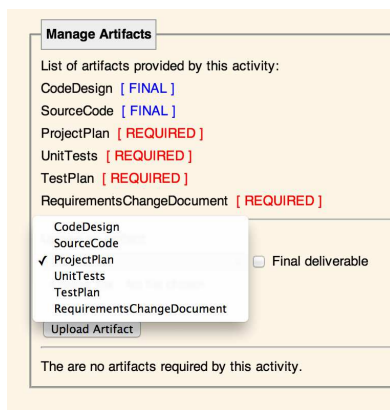 Manage Artifacts
List of artifacts provided by this activity:
CodeDesign [ FINAL ]
SourceCode [ FINAL ]
ProjectPlan [ REQUIRED ]
UnitTests [ REQUIRED ]
TestPlan [ REQUIRED ]
RequirementsChangeDocument [ REQUIRED ]
CodeDesign
SourceCode
✓ ProjectPlan Final deliverable
UnitTests
TestPlan
RequirementsChangeDocument
Upload Artifact
The are no artifacts required by this activity.